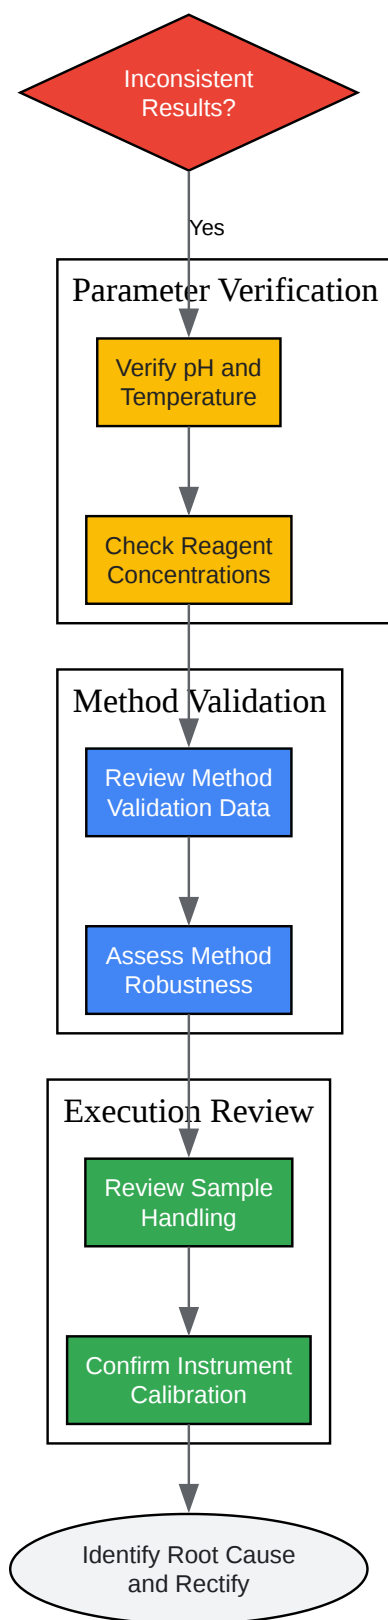 Inconsistent
Results?
Yes
Parameter Verification
Verify pH and
Temperature
Check Reagent
Concentrations
Method Validation
Review Method
Validation Data
Assess Method
Robustness
Execution Review
Review Sample
Handling
Confirm Instrument
Calibration
Identify Root Cause
and Rectify